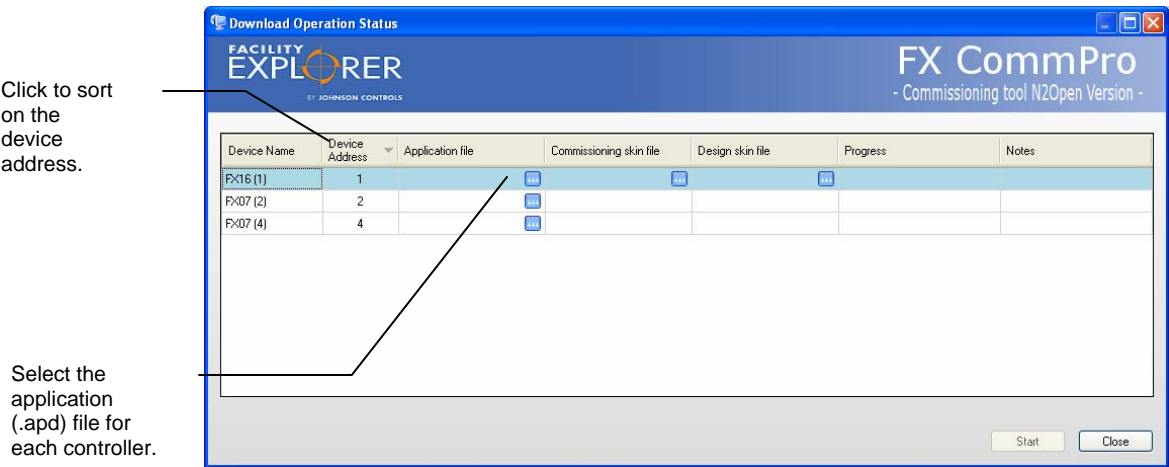 Download Operation Status
FACILITY
EXPLORER
BY JOHNSON CONTROLS
FX CommPro
- Commissioning tool N2Open Version -
Click to sort
on the
device
address.
Device Name
Device
Address
Application file
Commissioning skin file
Design skin file
Progress
Notes
FX16 (1)
1
FX07 (2)
2
FX07 (4)
4
Select the
application
(.apd) file for
each controller.
Start
Close